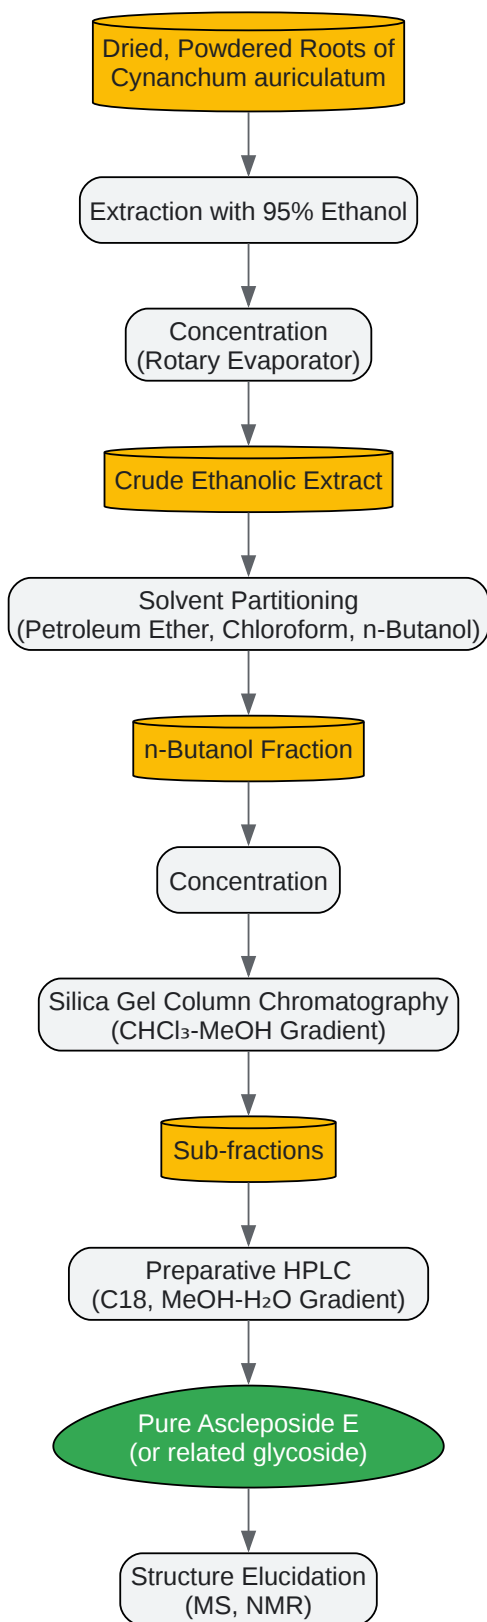 Dried, Powdered Roots of
Cynanchum auriculatum
Extraction with 95% Ethanol
Concentration
(Rotary Evaporator)
Crude Ethanolic Extract
Solvent Partitioning
(Petroleum Ether, Chloroform, n-Butanol)
n-Butanol Fraction
Concentration
Silica Gel Column Chromatography
(CHCl₃-MeOH Gradient)
Sub-fractions
Preparative HPLC
(C18, MeOH-H₂O Gradient)
Pure Ascleposide E
(or related glycoside)
Structure Elucidation
(MS, NMR)